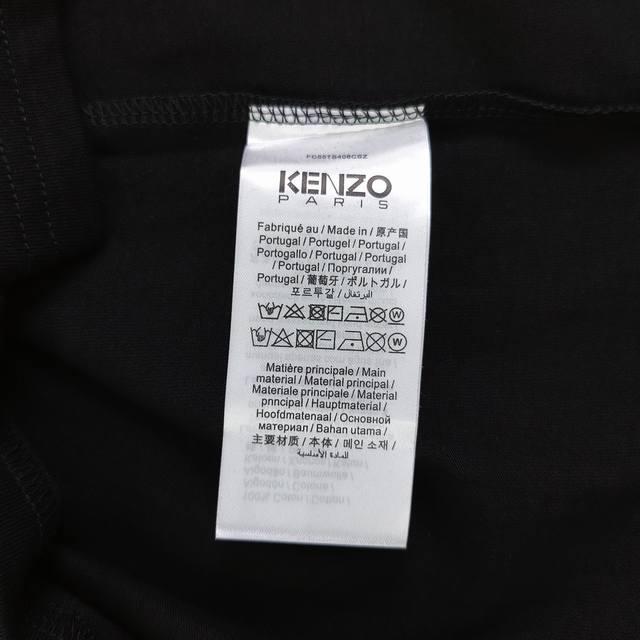 KENZO
PARIS
Fabriqué au / Made in / 原产国
Portugal / Portugel / Portugal /
Portogallo / Portugal / Portugal
/ Portugal / Португалии /
Portugal / 葡萄牙 / ポルトガル /
포르투갈 / البرتغال /
Matière principale / Main
material / Material principal /
Materiale principale / Material
principal / Hauptmaterial /
Hoofdmatenaal / Основной
материал / Bahan utama /
主要材质 / 本体 / 메인 소재 /
للمادة الأساسية